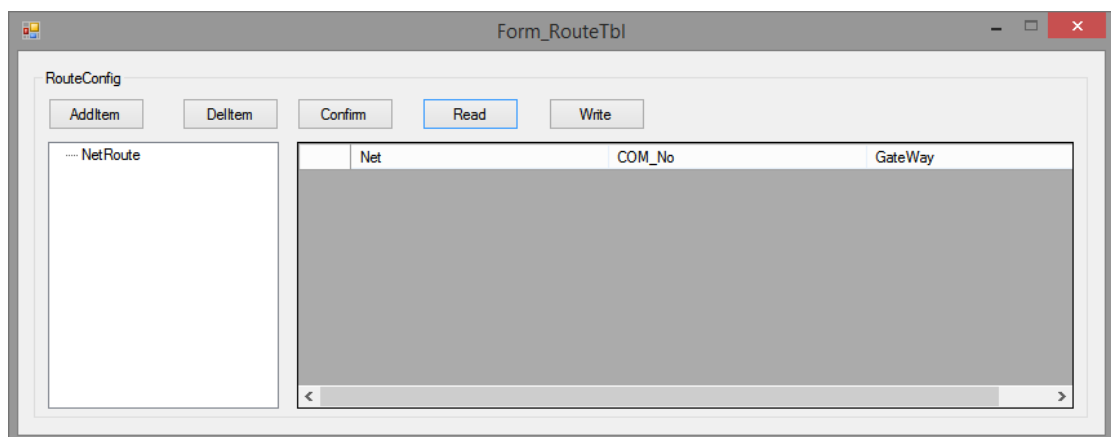 Form_RouteTbl
RouteConfig
AddItem DelItem Confirm Read Write
NetRoute
Net COM_No GateWay